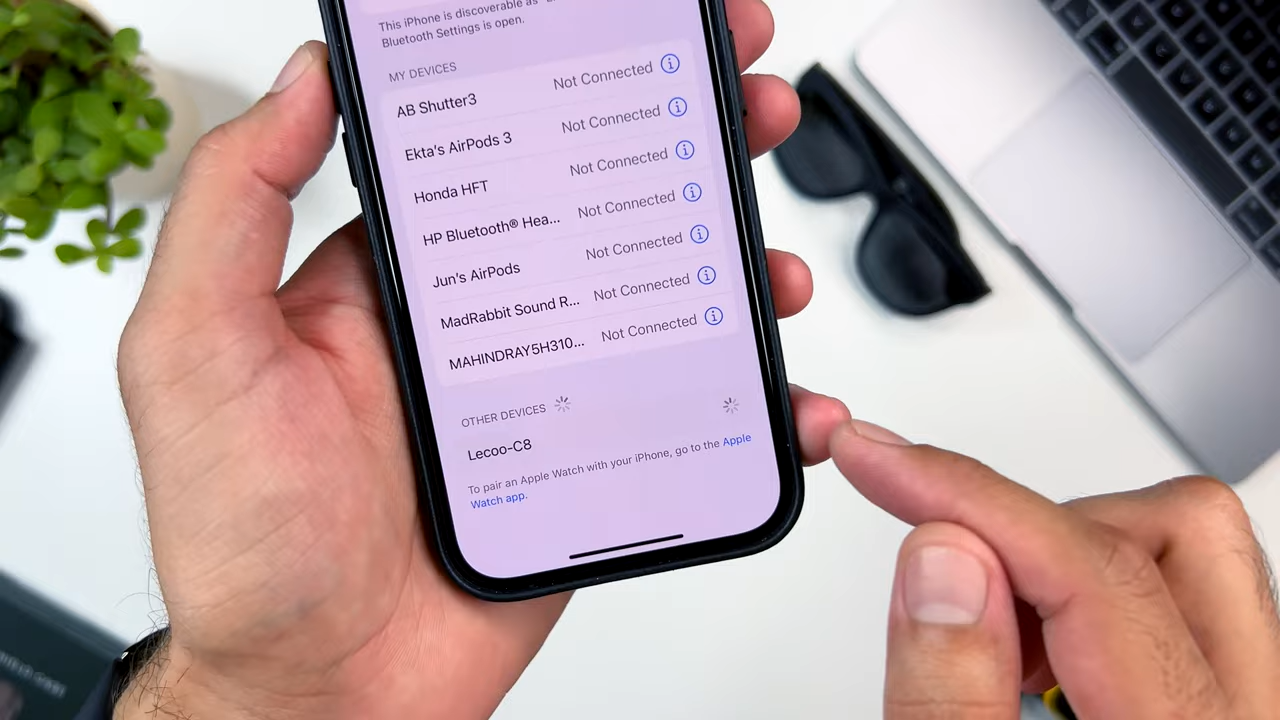 This iPhone is discoverable as
Bluetooth Settings is open.
MY DEVICES
AB Shutter3 Not Connected
Ekta's AirPods 3 Not Connected
Honda HFT Not Connected
HP Bluetooth® Hea... Not Connected
Jun's AirPods Not Connected
MadRabbit Sound R... Not Connected
MAHINDRAY5H310... Not Connected
OTHER DEVICES
Lecoo-C8
To pair an Apple Watch with your iPhone, go to the Apple
Watch app.